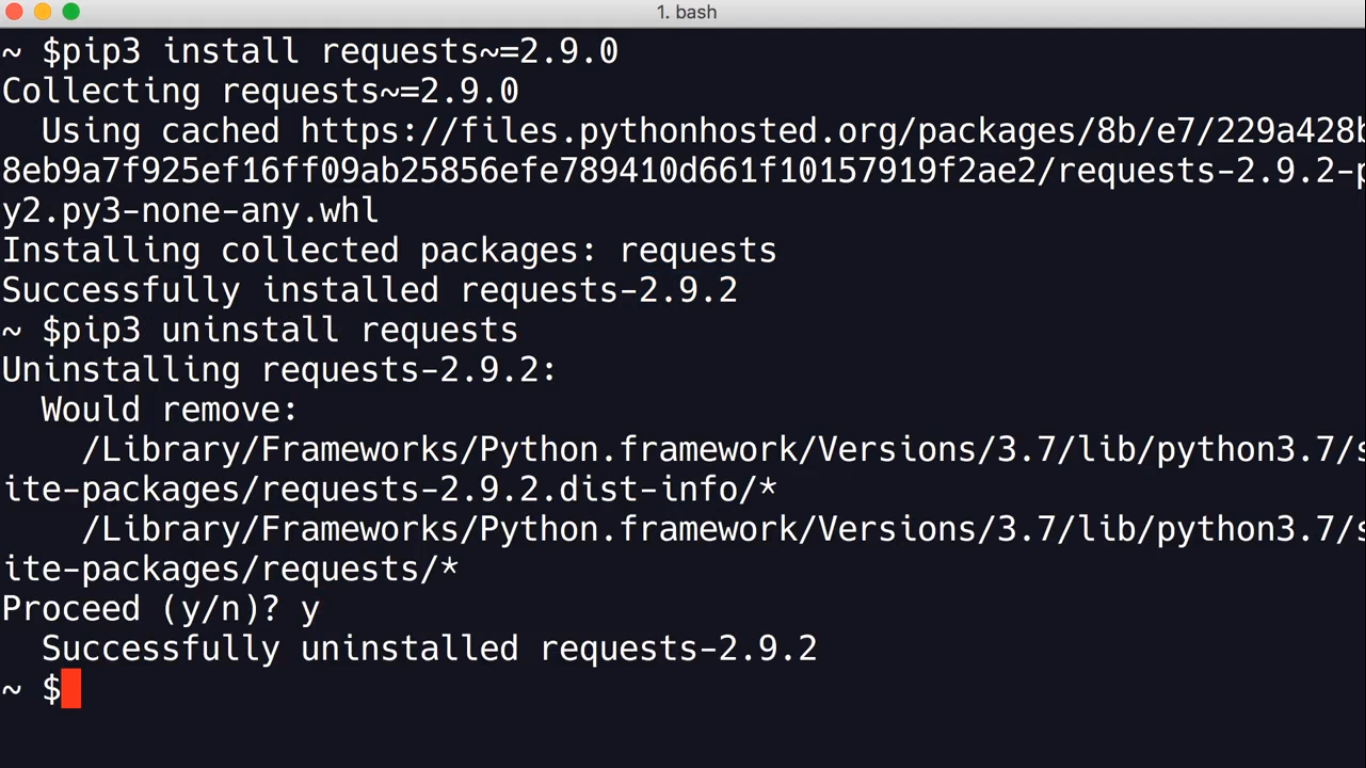 1. bash
~ $pip3 install requests~=2.9.0
Collecting requests~=2.9.0
  Using cached https://files.pythonhosted.org/packages/8b/e7/229a428b
8eb9a7f925ef16ff09ab25856efe789410d661f10157919f2ae2/requests-2.9.2-p
y2.py3-none-any.whl
Installing collected packages: requests
Successfully installed requests-2.9.2
~ $pip3 uninstall requests
Uninstalling requests-2.9.2:
  Would remove:
    /Library/Frameworks/Python.framework/Versions/3.7/lib/python3.7/s
ite-packages/requests-2.9.2.dist-info/*
    /Library/Frameworks/Python.framework/Versions/3.7/lib/python3.7/s
ite-packages/requests/*
Proceed (y/n)? y
  Successfully uninstalled requests-2.9.2
~ $